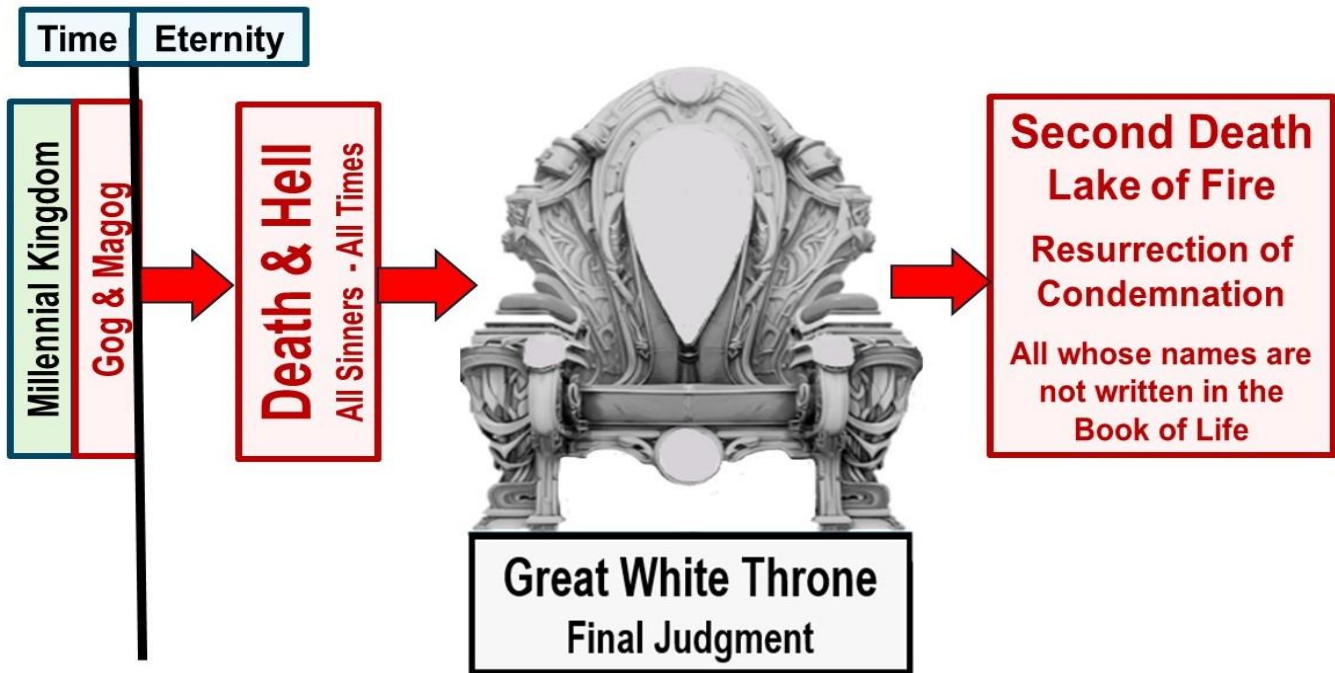 Time
Eternity
Millennial Kingdom
Gog & Magog
Death & Hell
All Sinners - All Times
Great White Throne
Final Judgment
Second Death
Lake of Fire
Resurrection of
Condemnation
All whose names are
not written in the
Book of Life